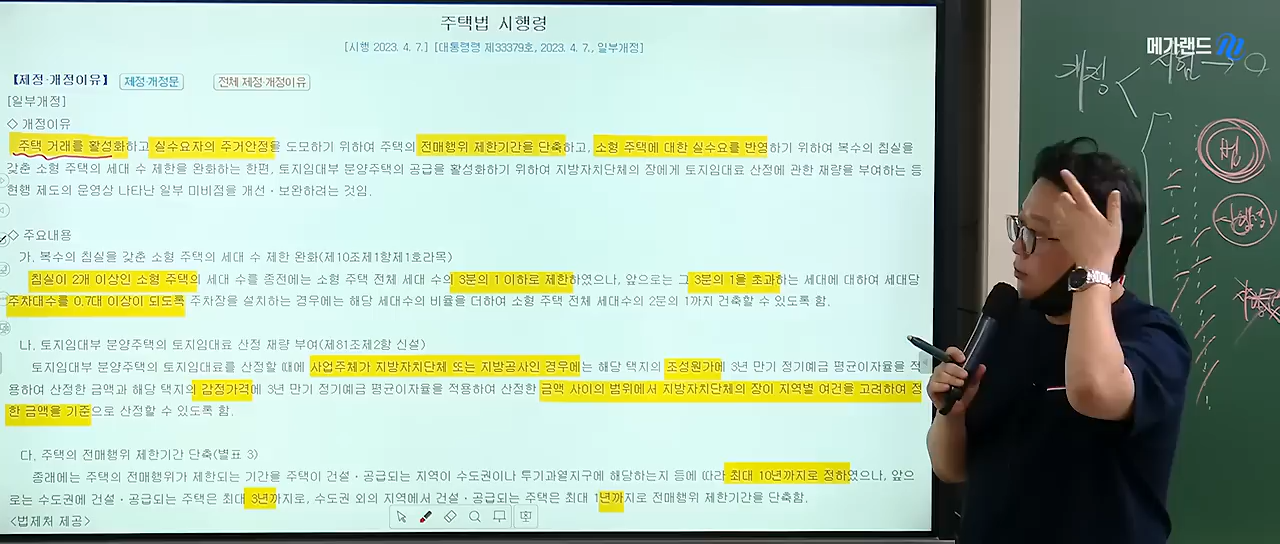 주택법 시행령
[시행 2023. 4. 7.] [대통령령 제33379호, 2023. 4. 7., 일부개정]
메가랜드
【제정·개정이유】 제정·개정문 전체 제정·개정이유
[일부개정]
◇ 개정이유
주택 거래를 활성화하고 실수요자의 주거안정을 도모하기 위하여 주택의 전매행위 제한기간을 단축하고, 소형 주택에 대한 실수요를 반영하기 위하여 복수의 침실을
갖춘 소형 주택의 세대 수 제한을 완화하는 한편, 토지임대부 분양주택의 공급을 활성화하기 위하여 지방자치단체의 장에게 토지임대료 산정에 관한 재량을 부여하는 등
현행 제도의 운영상 나타난 일부 미비점을 개선·보완하려는 것임.
◇ 주요내용
가. 복수의 침실을 갖춘 소형 주택의 세대 수 제한 완화(제10조제1항제1호라목)
침실이 2개 이상인 소형 주택의 세대 수를 종전에는 소형 주택 전체 세대 수의 3분의 1 이하로 제한하였으나, 앞으로는 그 3분의 1을 초과하는 세대에 대하여 세대당
주차대수를 0.7대 이상이 되도록 주차장을 설치하는 경우에는 해당 세대수의 비율을 더하여 소형 주택 전체 세대수의 2분의 1까지 건축할 수 있도록 함.
나. 토지임대부 분양주택의 토지임대료 산정 재량 부여(제81조제2항 신설)
토지임대부 분양주택의 토지임대료를 산정할 때에 사업주체가 지방자치단체 또는 지방공사인 경우에는 해당 택지의 조성원가에 3년 만기 정기예금 평균이자율을 적
용하여 산정한 금액과 해당 택지의 감정가격에 3년 만기 정기예금 평균이자율을 적용하여 산정한 금액 사이의 범위에서 지방자치단체의 장이 지역별 여건을 고려하여 정
한 금액을 기준으로 산정할 수 있도록 함.
다. 주택의 전매행위 제한기간 단축(별표 3)
종래에는 주택의 전매행위가 제한되는 기간을 주택이 건설·공급되는 지역이 수도권이나 투기과열지구에 해당하는지 등에 따라 최대 10년까지로 정하였으나, 앞으
로는 수도권에 건설·공급되는 주택은 최대 3년까지로, 수도권 외의 지역에서 건설·공급되는 주택은 최대 1년까지로 전매행위 제한기간을 단축함.
<법제처 제공>
개정 시험
법
시행령